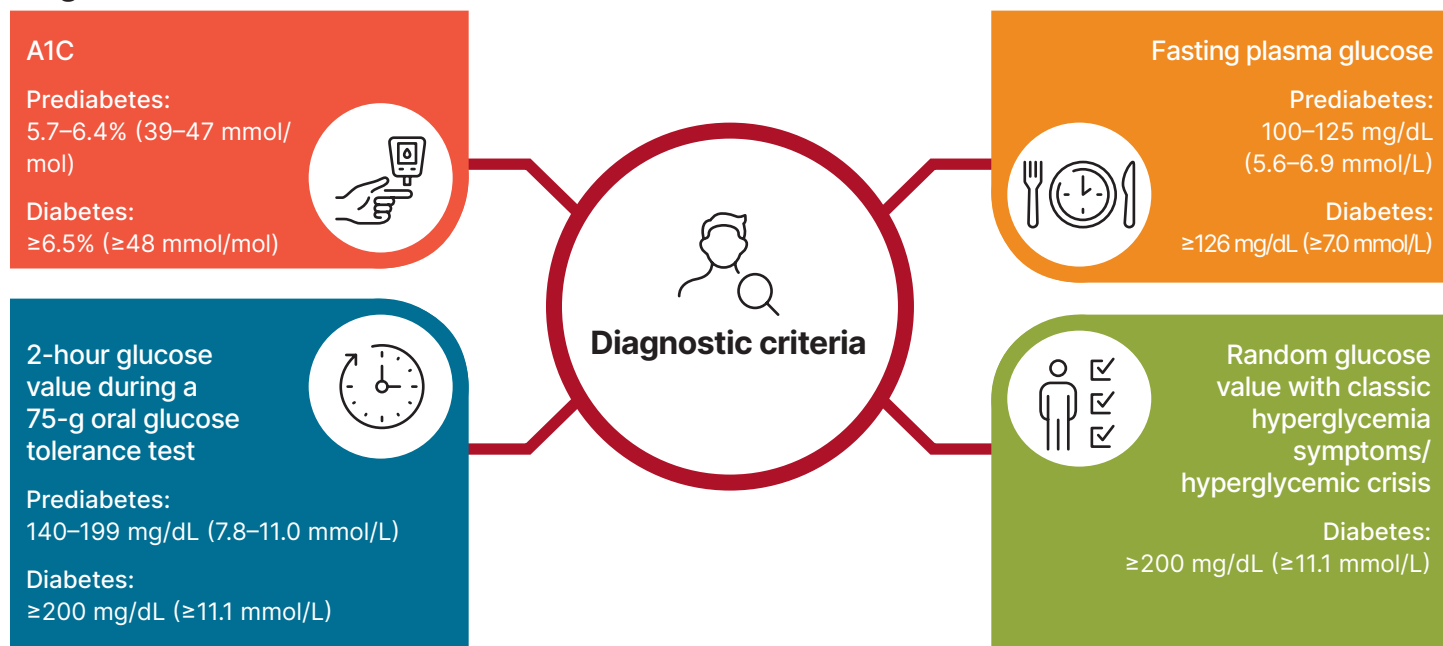 A1C
Prediabetes:
5.7–6.4% (39–47 mmol/
mol)
Diabetes:
≥6.5% (≥48 mmol/mol)
Fasting plasma glucose
Prediabetes:
100–125 mg/dL
(5.6–6.9 mmol/L)
Diabetes:
≥126 mg/dL (≥7.0 mmol/L)
Diagnostic criteria
2-hour glucose
value during a
75-g oral glucose
tolerance test
Prediabetes:
140–199 mg/dL (7.8–11.0 mmol/L)
Diabetes:
≥200 mg/dL (≥11.1 mmol/L)
Random glucose
value with classic
hyperglycemia
symptoms/
hyperglycemic crisis
Diabetes:
≥200 mg/dL (≥11.1 mmol/L)